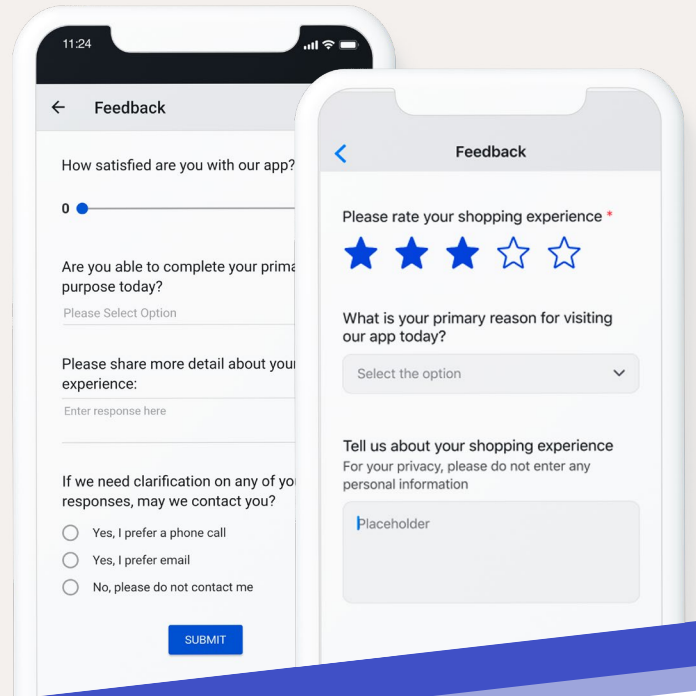 11:24
Feedback
How satisfied are you with our app?
0
Are you able to complete your
purpose today?
Please Select Option
Please share more detail about your
experience:
Enter response here
If we need clarification on any of
responses, may we contact you?
Yes, I prefer a phone call
Yes, I prefer email
No, please do not contact me
SUBMIT
Feedback
Please rate your shopping experience *
What is your primary reason for visiting
our app today?
Select the option
Tell us about your shopping experience
For your privacy, please do not enter any
personal information
Placeholder